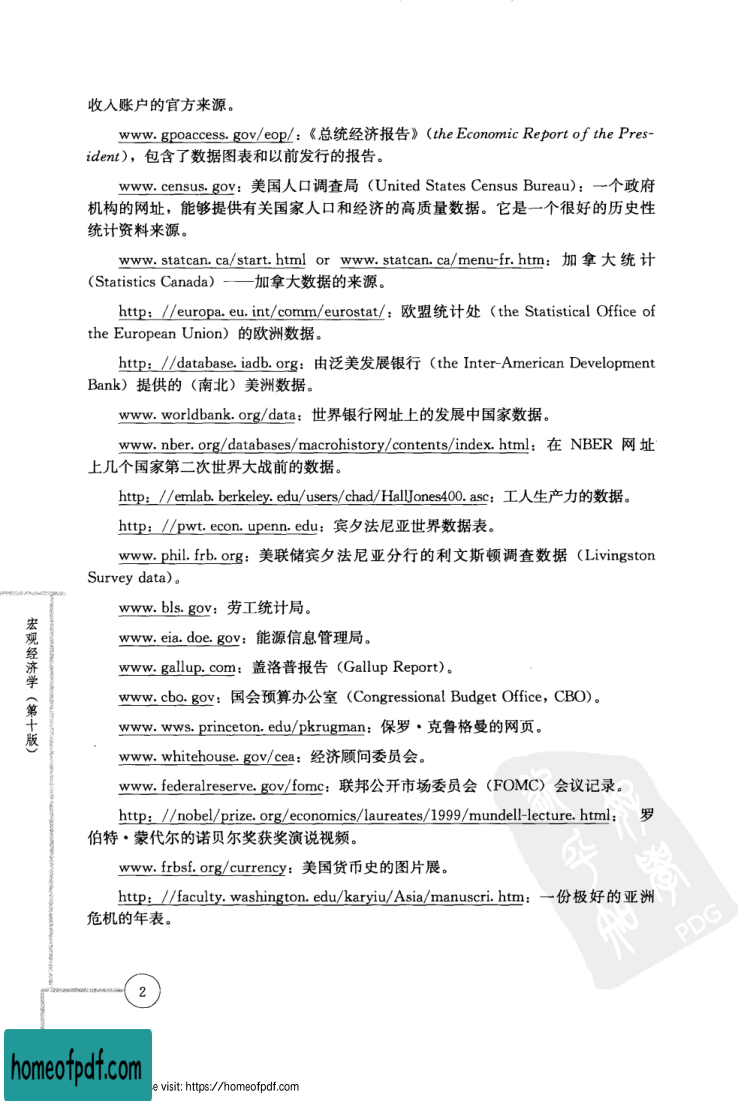 收入账户的官方来源。
www. gpoaccess. gov/eop/：《总统经济报告》（the Economic Report of the Pres-
ident），包含了数据图表和以前发行的报告。
www. census. gov：美国人口调查局（United States Census Bureau）：一个政府
机构的网址，能够提供有关国家人口和经济的高质量数据。它是一个很好的历史性
统计资料来源。
www. statcan. ca/start. html or www. statcan. ca/menu-fr. htm：加拿大统计
（Statistics Canada）——加拿大数据的来源。
http：//europa. eu. int/comm/eurostat/：欧盟统计处（the Statistical Office of
the European Union）的欧洲数据。
http：//database. iadb. org：由泛美发展银行（the Inter-American Development
Bank）提供的（南北）美洲数据。
www. worldbank. org/data：世界银行网址上的发展中国家数据。
www. nber. org/databases/macrohistory/contents/index. html：在 NBER 网址
上几个国家第二次世界大战前的数据。
http：//emlab. berkeley. edu/users/chad/HallJones400. asc：工人生产力的数据。
http：//pwt. econ. upenn. edu：宾夕法尼亚世界数据表。
www. phil. frb. org：美联储宾夕法尼亚分行的利文斯顿调查数据（Livingston
Survey data）。
www. bls. gov：劳工统计局。
www. eia. doe. gov：能源信息管理局。
www. gallup. com：盖洛普报告（Gallup Report）。
www. cbo. gov：国会预算办公室（Congressional Budget Office，CBO）。
www. wws. princeton. edu/pkrugman：保罗·克鲁格曼的网页。
www. whitehouse. gov/cea：经济顾问委员会。
www. federalreserve. gov/fomc：联邦公开市场委员会（FOMC）会议记录。
http：//nobel/prize. org/economics/laureates/1999/mundell-lecture. html： 罗
伯特·蒙代尔的诺贝尔奖获奖演说视频。
www. frbsf. org/currency：美国货币史的图片展。
http：//faculty. washington. edu/karyiu/Asia/manuscri. htm：一份极好的亚洲
危机的年表。
宏观经济学（第十版）
PDG
2
homeofpdf.com
e visit: https://homeofpdf.com